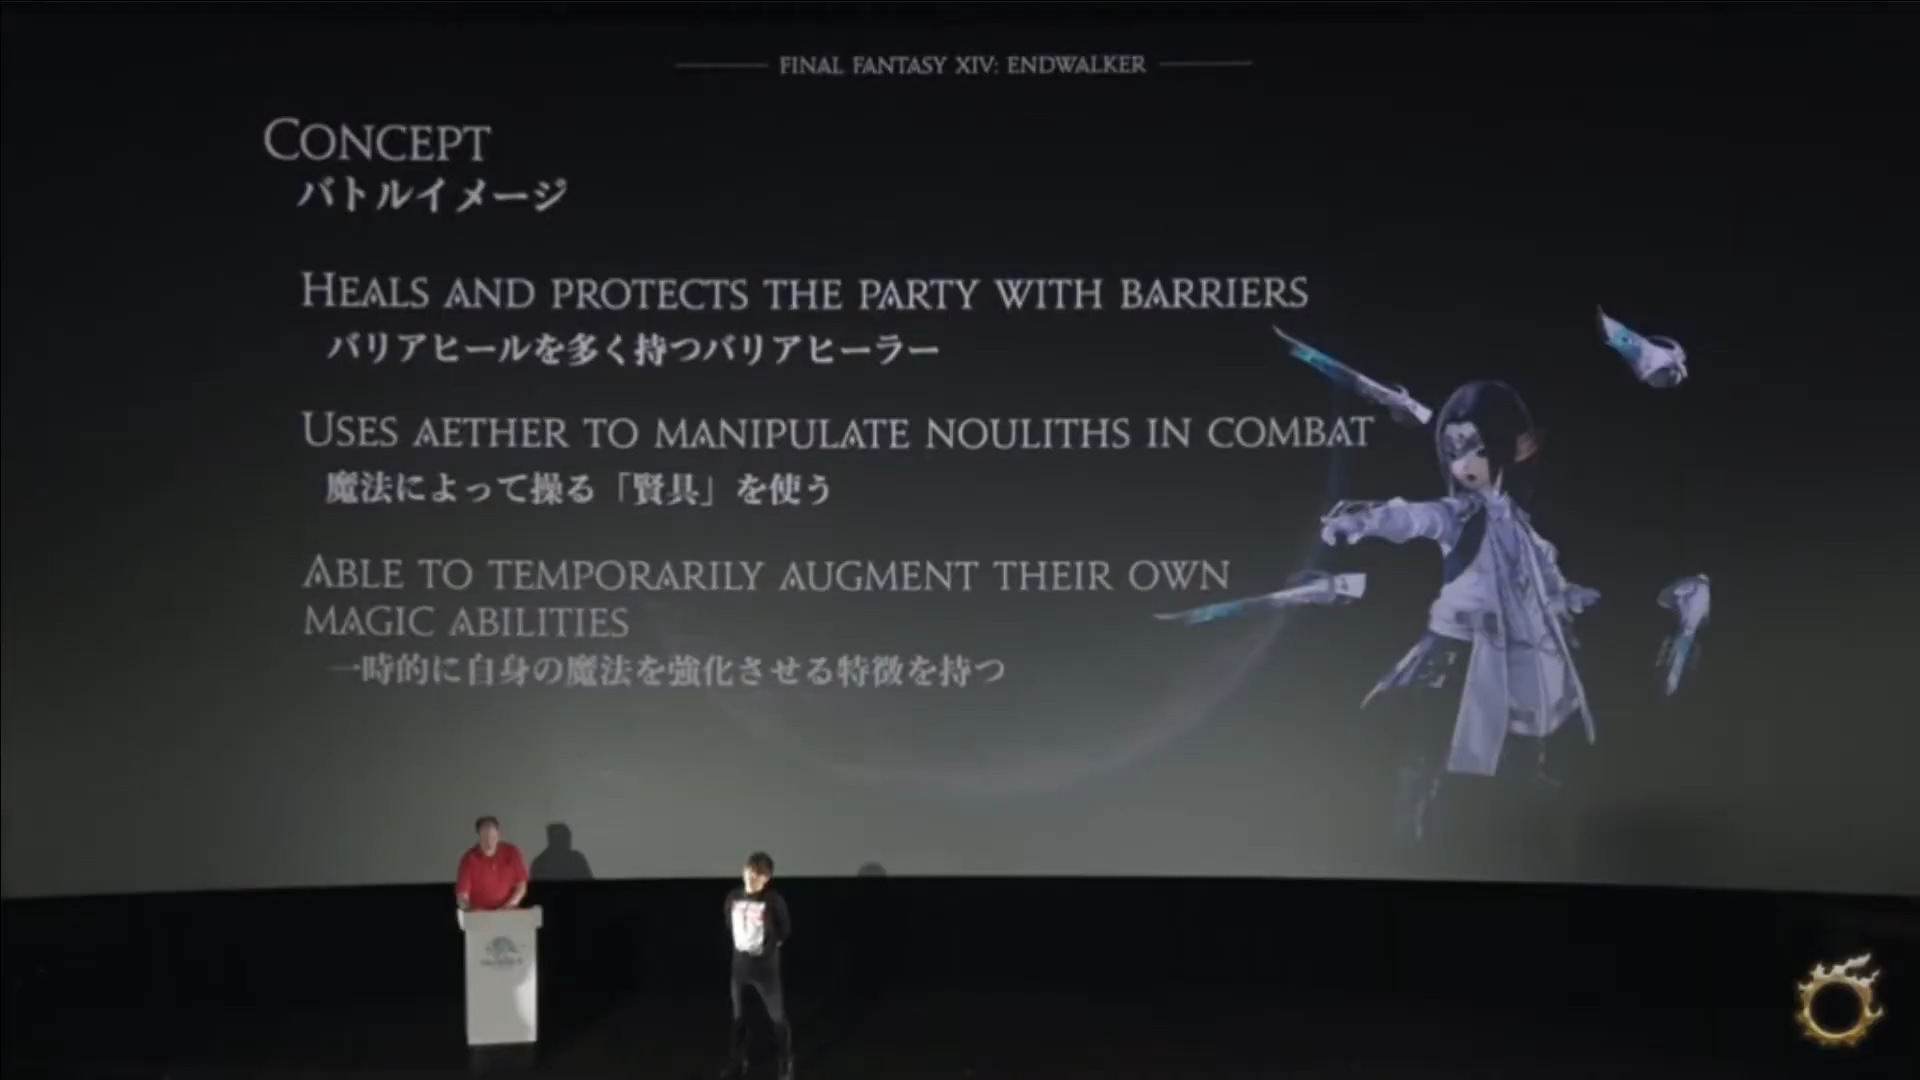 FINAL FANTASY XIV: ENDWALKER
CONCEPT
バトルイメージ
HEALS AND PROTECTS THE PARTY WITH BARRIERS
バリアヒールを多く持つバリアヒーラー
USES AETHER TO MANIPULATE NOULITHS IN COMBAT
魔法によって操る「賢具」を使う
ABLE TO TEMPORARILY AUGMENT THEIR OWN
MAGIC ABILITIES
一時的に自身の魔法を強化させる特徴を持つ